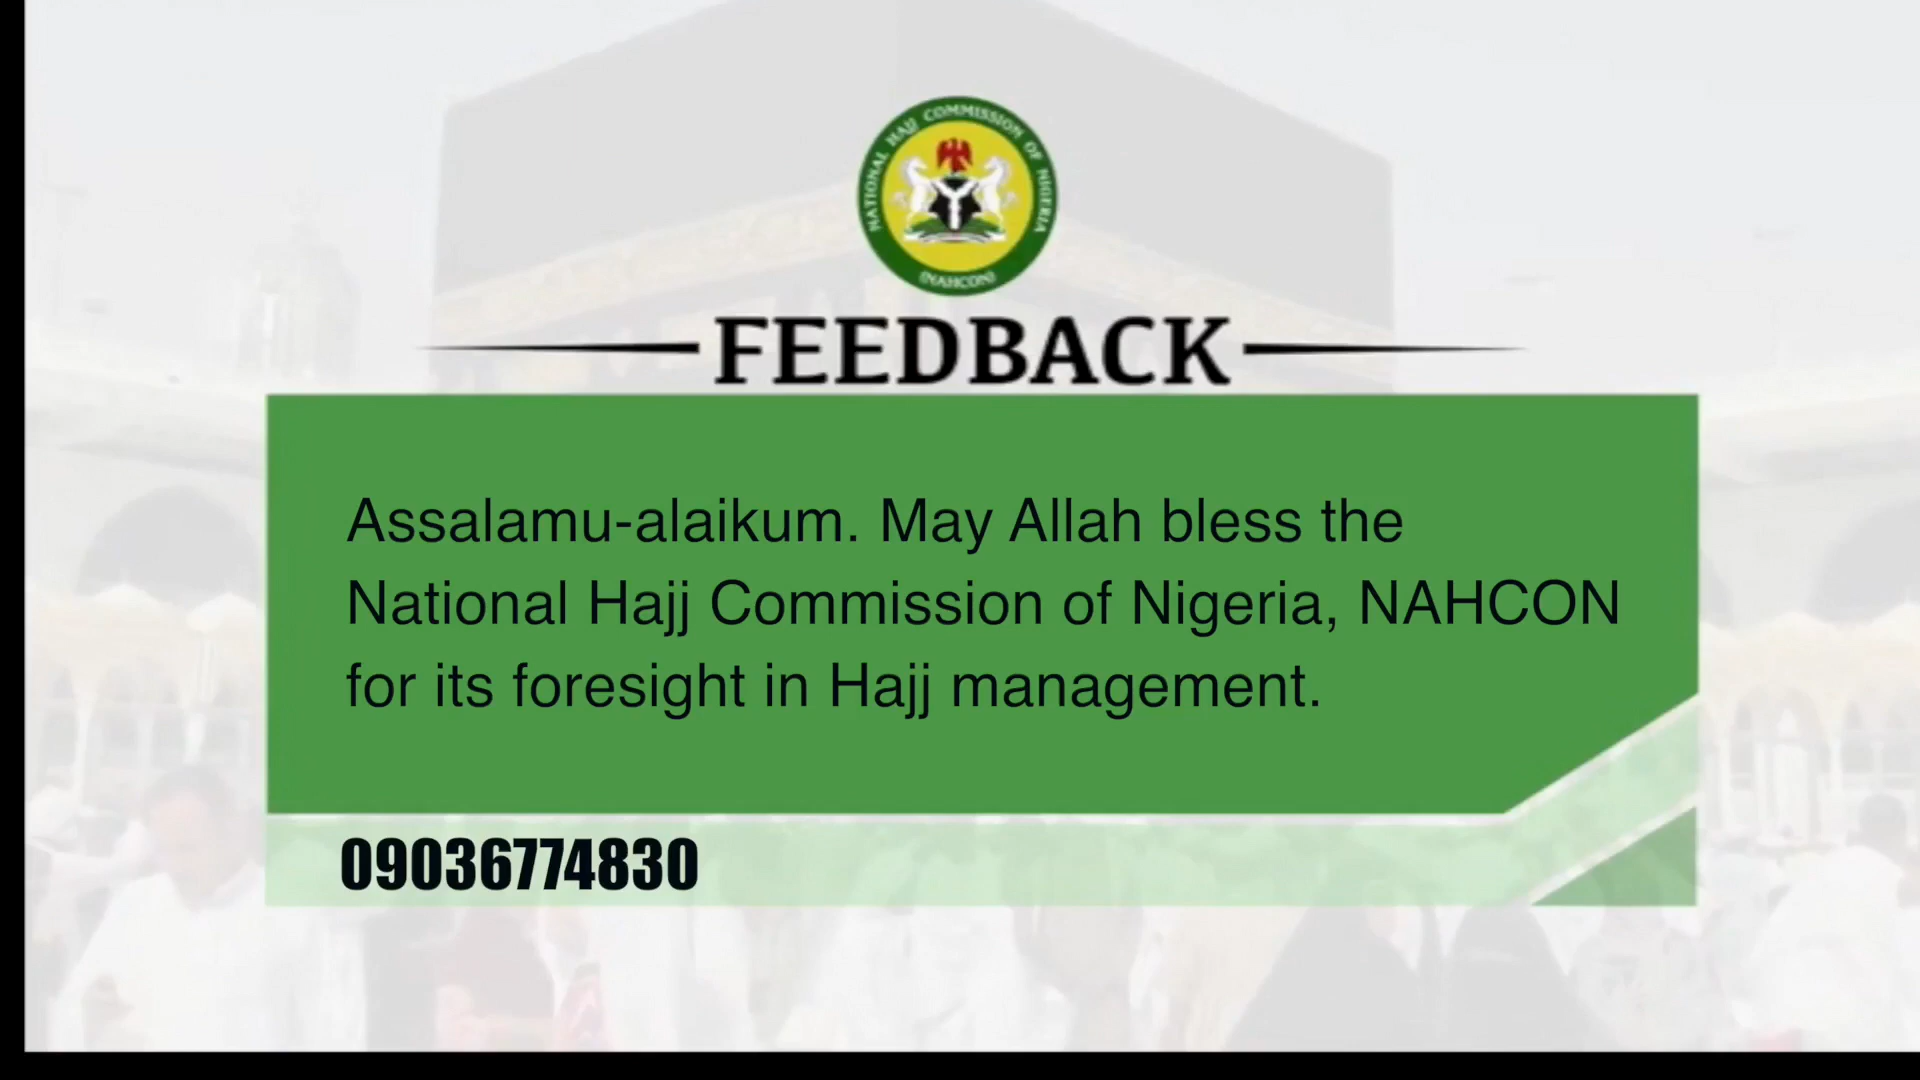 NATIONAL HAJJ COMMISSION OF NIGERIA
(NAHCON)
FEEDBACK
Assalamu-alaikum. May Allah bless the
National Hajj Commission of Nigeria, NAHCON
for its foresight in Hajj management.
09036774830